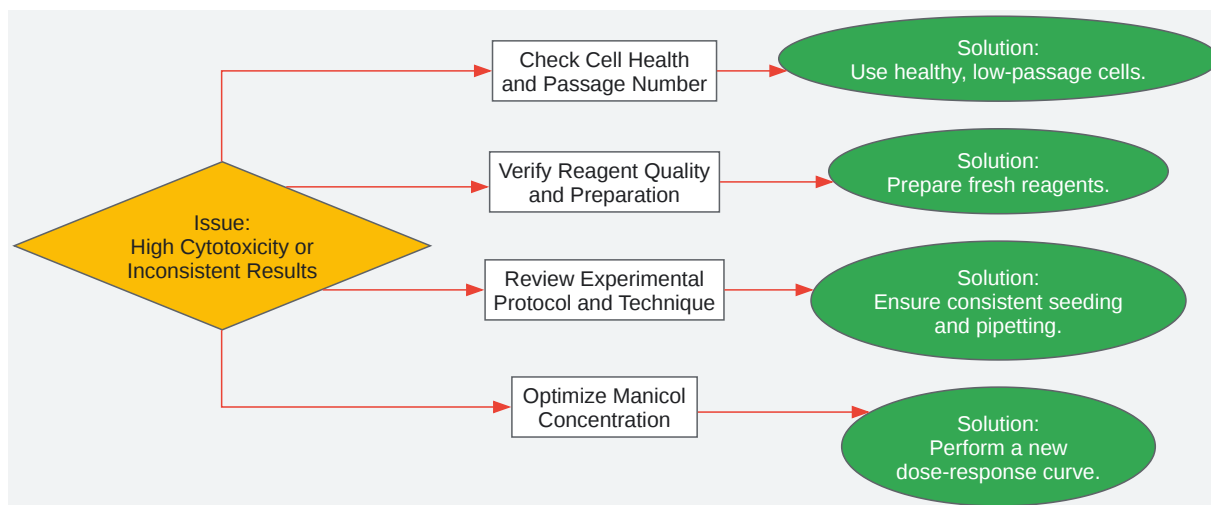 Issue:
High Cytotoxicity or
Inconsistent Results
Check Cell Health
and Passage Number
Solution:
Use healthy, low-passage cells.
Verify Reagent Quality
and Preparation
Solution:
Prepare fresh reagents.
Review Experimental
Protocol and Technique
Solution:
Ensure consistent seeding
and pipetting.
Optimize Manicol
Concentration
Solution:
Perform a new
dose-response curve.